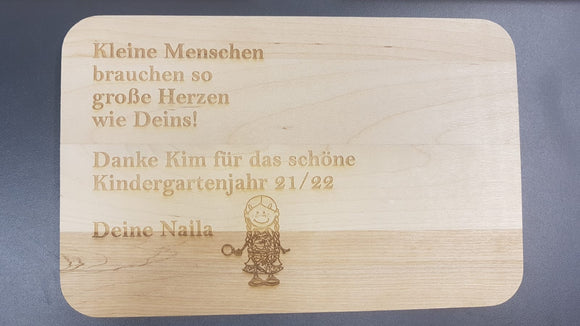 Kleine Menschen
brauchen so
große Herzen
wie Deins!
Danke Kim für das schöne
Kindergartenjahr 21/22
Deine Naila